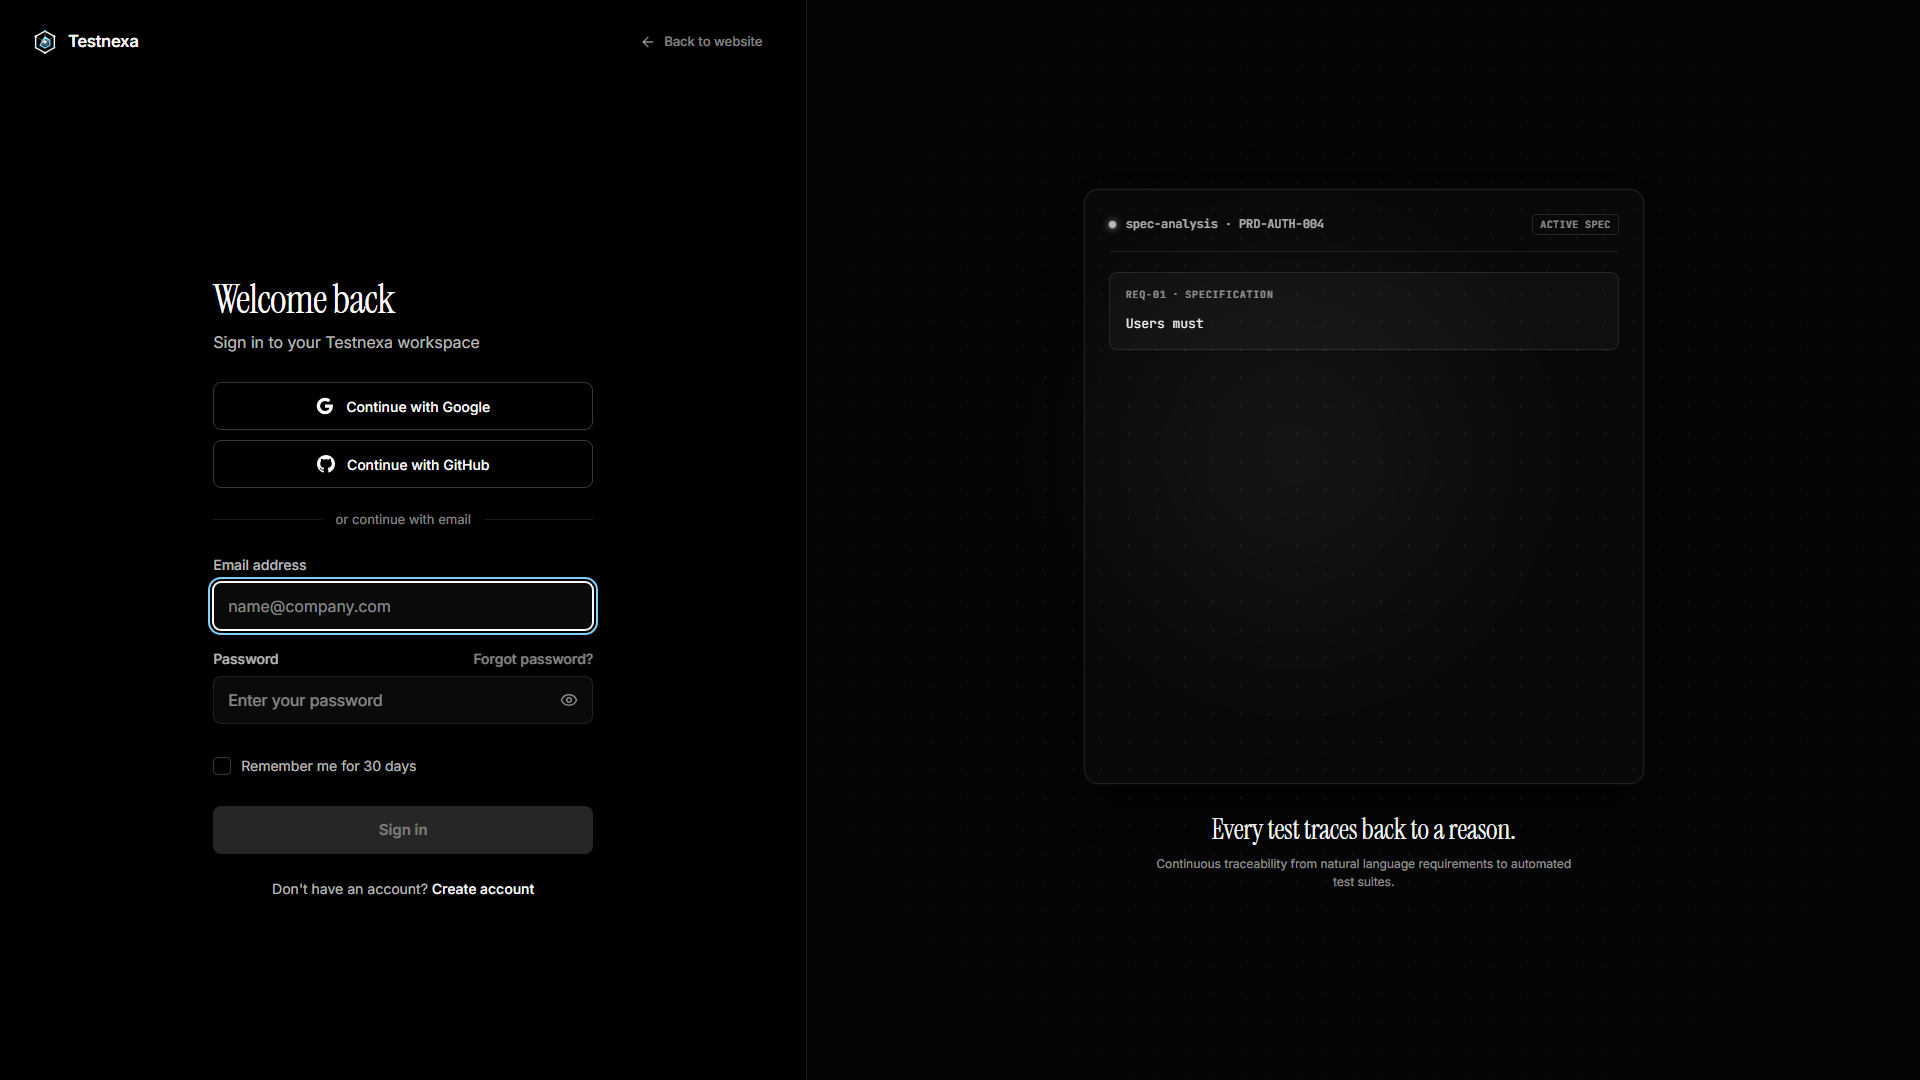 Testnexa
Back to website
Welcome back
Sign in to your Testnexa workspace
Continue with Google
Continue with GitHub
or continue with email
Email address
name@company.com
Password
Forgot password?
Enter your password
Remember me for 30 days
Sign in
Don't have an account? Create account
spec-analysis · PRD-AUTH-004
ACTIVE SPEC
REQ-01 · SPECIFICATION
Users must
Every test traces back to a reason.
Continuous traceability from natural language requirements to automated
test suites.